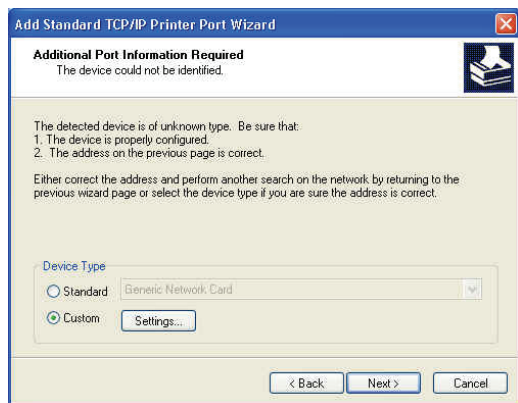 Add Standard TCP/IP Printer Port Wizard
Additional Port Information Required
The device could not be identified.
The detected device is of unknown type. Be sure that:
1. The device is properly configured.
2. The address on the previous page is correct.
Either correct the address and perform another search on the network by returning to the
previous wizard page or select the device type if you are sure the address is correct.
Device Type
Standard
Generic Network Card
Custom
Settings...
< Back
Next >
Cancel